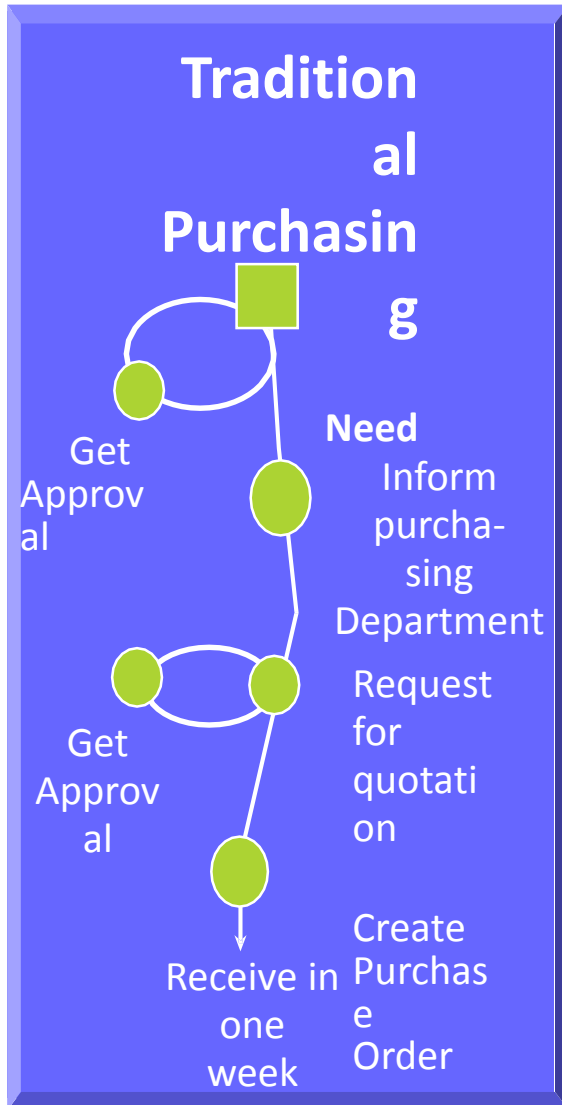 Tradition
al
Purchasin
g
Need
Get
Approv
al
Inform
purcha-
sing
Department
Request
for
quotati
on
Get
Approv
al
Create
Purchas
e
Order
Receive in
one
week